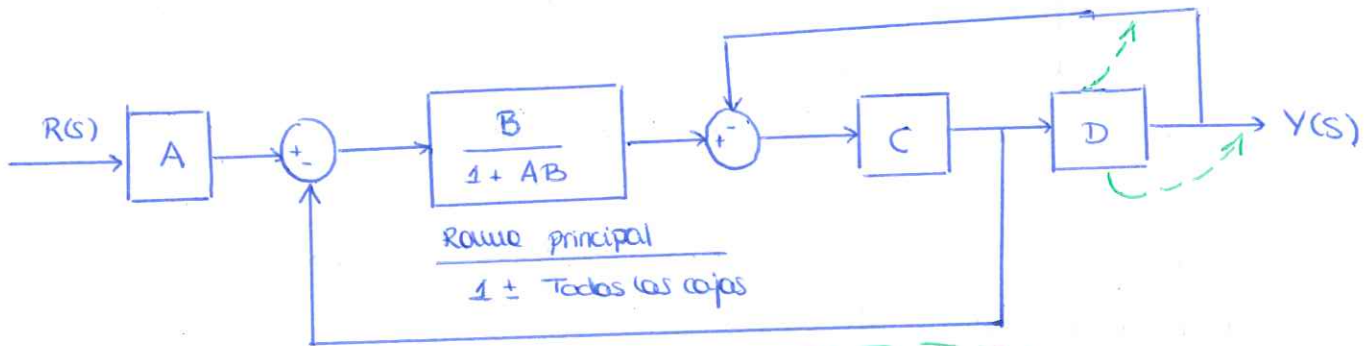 R(S)
A
+
-
B
1 + AB
+
-
C
D
Y(S)
Rama principal
1 ± Todas las cajas